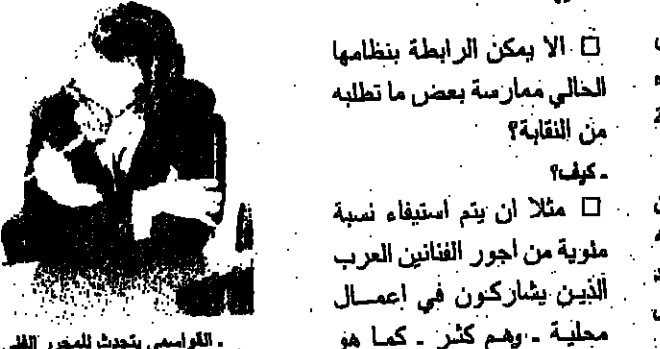 □ الا يمكن الرابطة بنظامها
الحالي ممارسة بعض ما تطلبه
من النقابة؟
ـ كيف؟
□ مثلا ان يتم استيفاء نسبة
مئوية من اجور الفنانين العرب
الذين يشاركون في اعمال
محلية ـ وهم كثر ـ كما هو
ـ القواسمي يتحدث للمحرر الفني